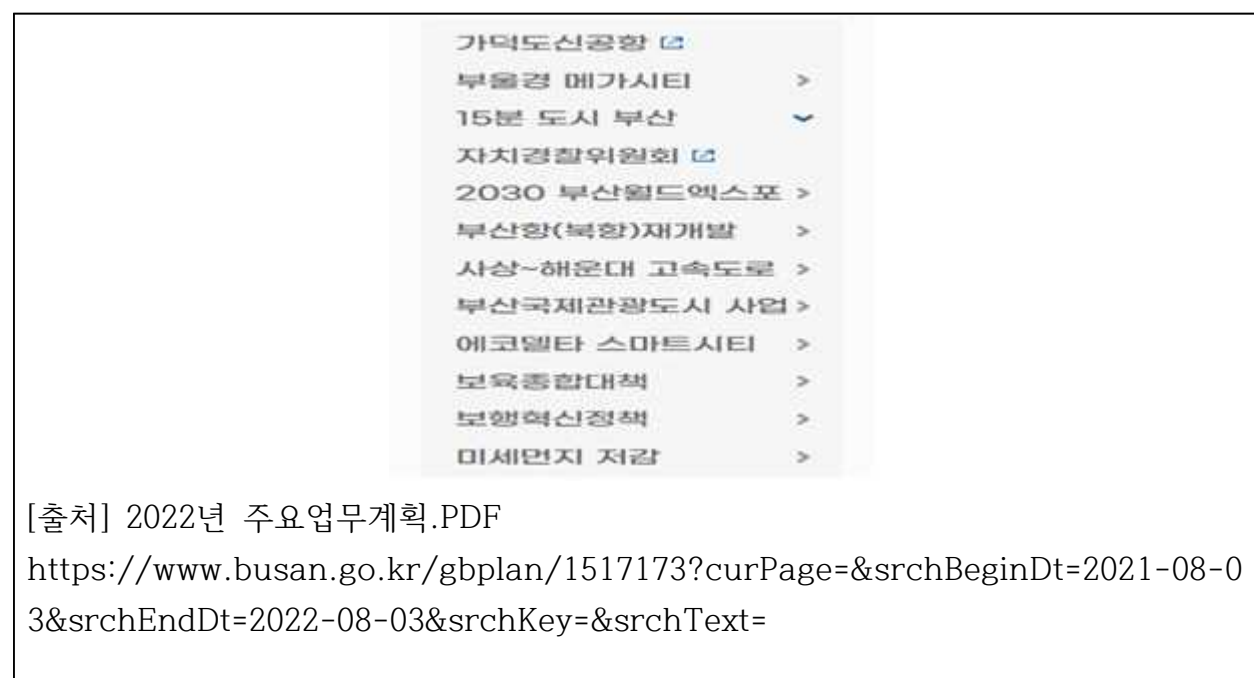 가덕도신공항
부울경 메가시티 >
15분 도시 부산
자치경찰위원회
2030 부산월드엑스포 >
부산항(북항)재개발 >
사상~해운대 고속도로 >
부산국제관광도시 사업 >
에코델타 스마트시티 >
보육종합대책 >
보행혁신정책 >
미세먼지 저감 >
[출처] 2022년 주요업무계획.PDF
https://www.busan.go.kr/gbplan/1517173?curPage=&srchBeginDt=2021-08-0
3&srchEndDt=2022-08-03&srchKey=&srchText=